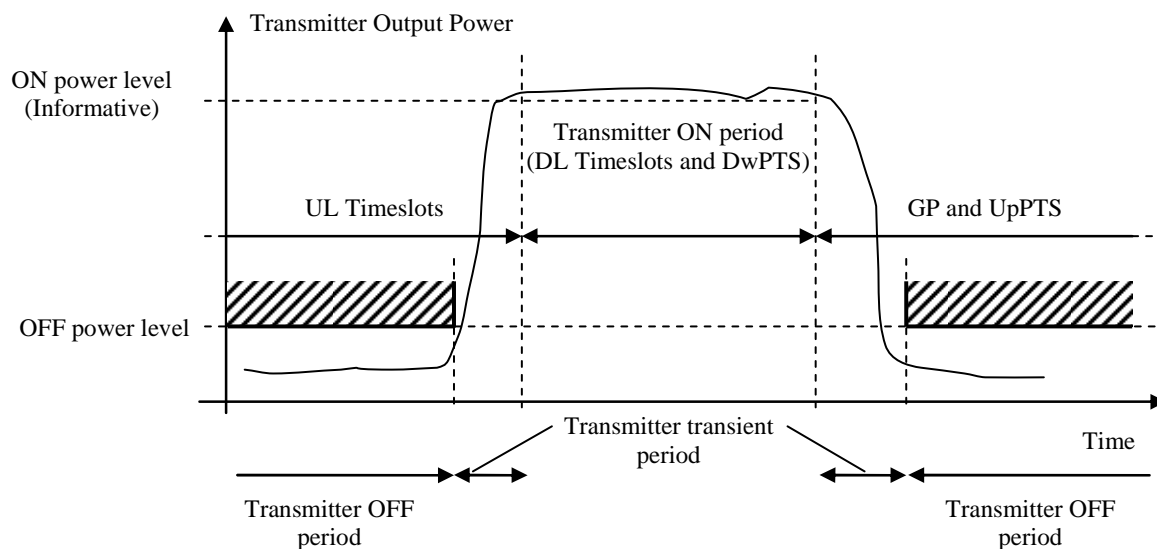 Transmitter Output Power
ON power level
(Informative)
Transmitter ON period
(DL Timeslots and DwPTS)
UL Timeslots
GP and UpPTS
OFF power level
Transmitter transient
period
Time
Transmitter OFF
period
Transmitter OFF
period